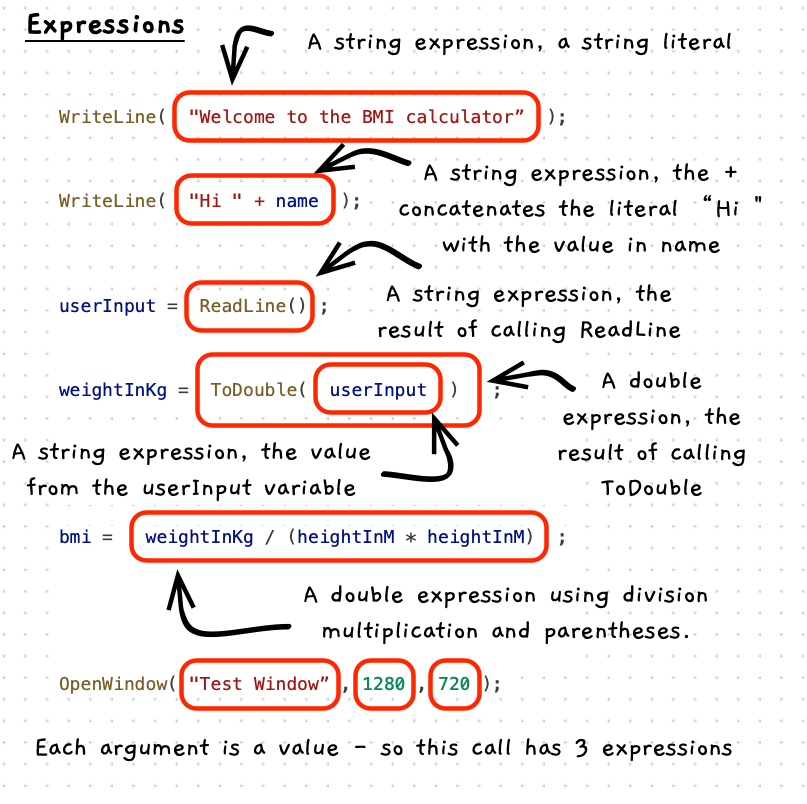 Expressions
A string expression, a string literal
WriteLine( "Welcome to the BMI calculator” );
WriteLine( "Hi " + name );
A string expression, the +
concatenates the literal “Hi "
with the value in name
userInput = ReadLine() ;
A string expression, the
result of calling ReadLine
weightInKg = ToDouble( userInput ) ;
A double
expression, the
result of calling
ToDouble
A string expression, the value
from the userInput variable
bmi = weightInKg / (heightInM * heightInM) ;
A double expression using division
multiplication and parentheses.
OpenWindow( "Test Window” , 1280 , 720 );
Each argument is a value - so this call has 3 expressions